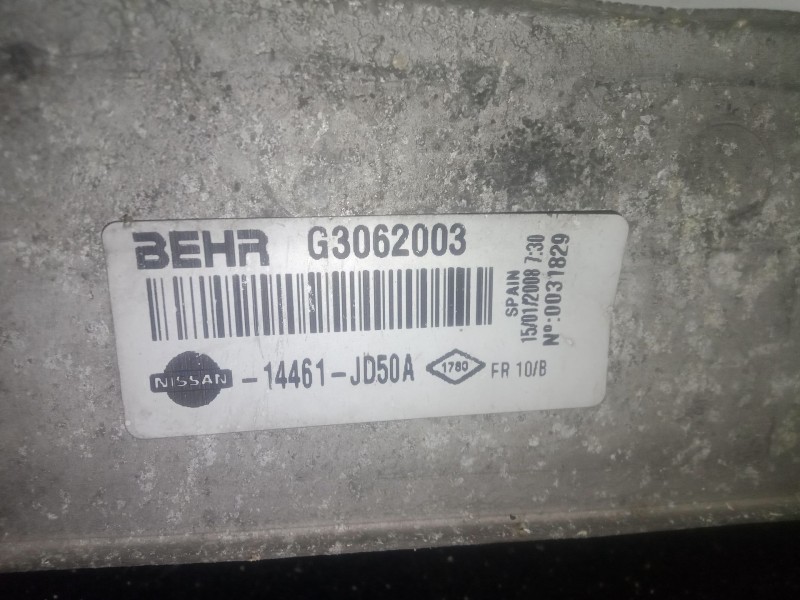 BEHR G3062003
NISSAN -14461-JD50A 1780 FR 10/B
SPAIN
15/01/2008 7:30
Nº:0031829